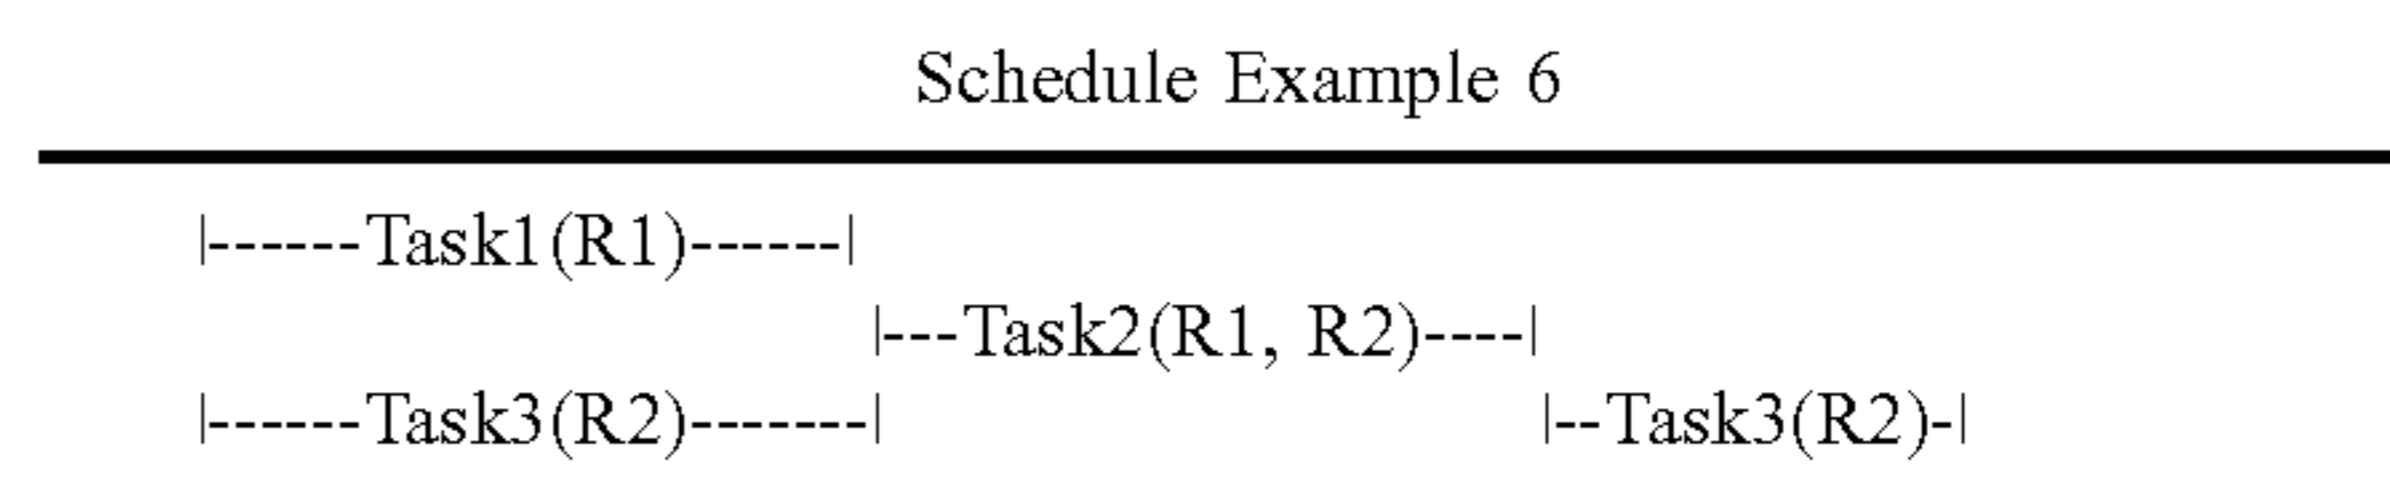 Schedule Example 6
|------Task1(R1)------|
|---Task2(R1, R2)----|
|------Task3(R2)-------| |--Task3(R2)-|